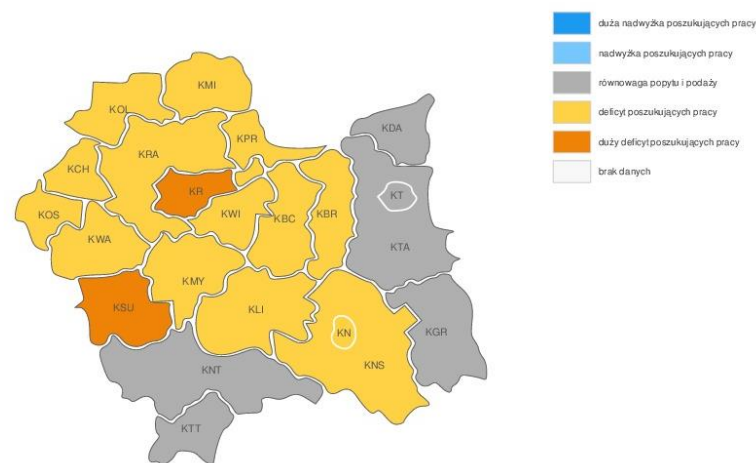 duża nadwyżka poszukujących pracy
nadwyżka poszukujących pracy
równowaga popytu i podaży
deficyt poszukujących pracy
duży deficyt poszukujących pracy
brak danych
KMI
KOL
KDA
KPR
KRA
KCH
KR
KT
KOS
KWI
KBC
KBR
KWA
KTA
KMY
KSU
KLI
KN
KGR
KNT
KNS
KTT